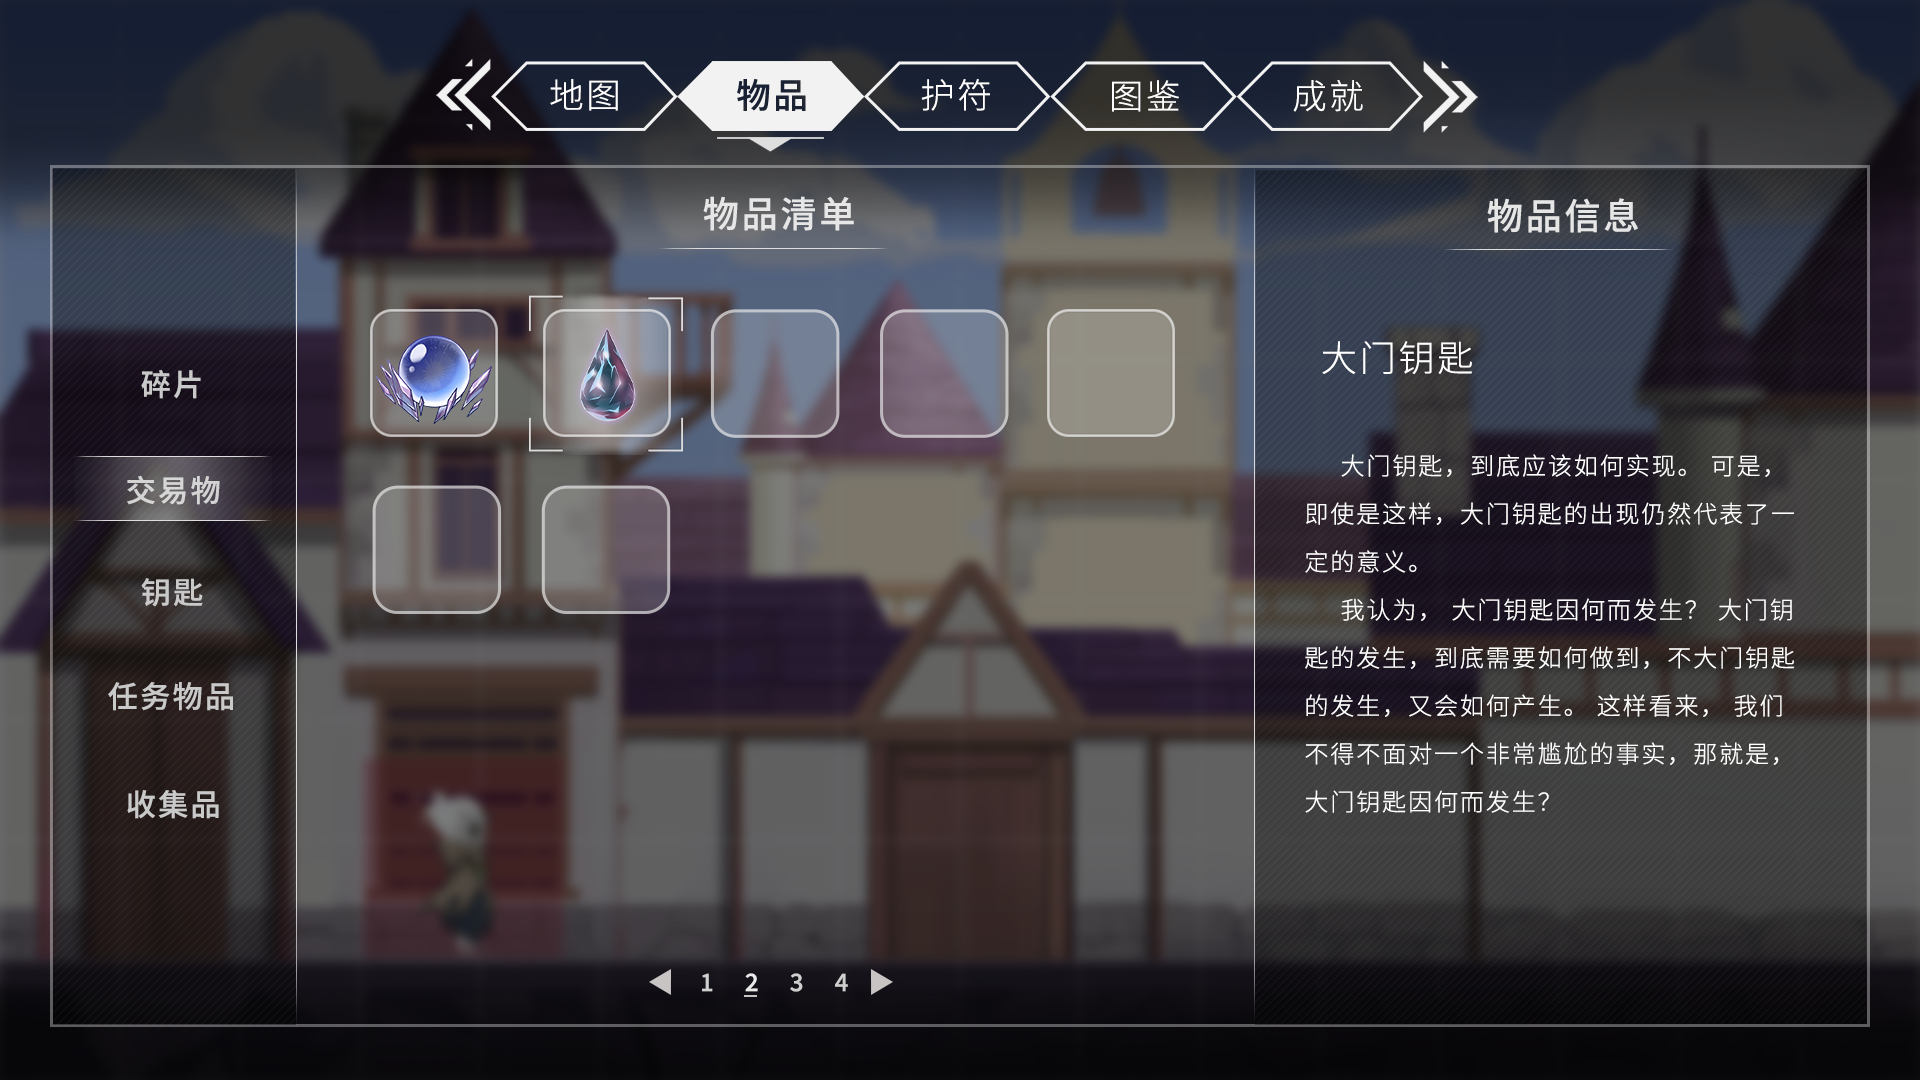 地图
物品
护符
图鉴
成就
物品清单
物品信息
碎片
交易物
钥匙
任务物品
收集品
大门钥匙
大门钥匙，到底应该如何实现。 可是，
即使是这样，大门钥匙的出现仍然代表了一
定的意义。
我认为， 大门钥匙因何而发生？ 大门钥
匙的发生，到底需要如何做到，不大门钥匙
的发生，又会如何产生。 这样看来， 我们
不得不面对一个非常尴尬的事实，那就是，
大门钥匙因何而发生？
1 2 3 4